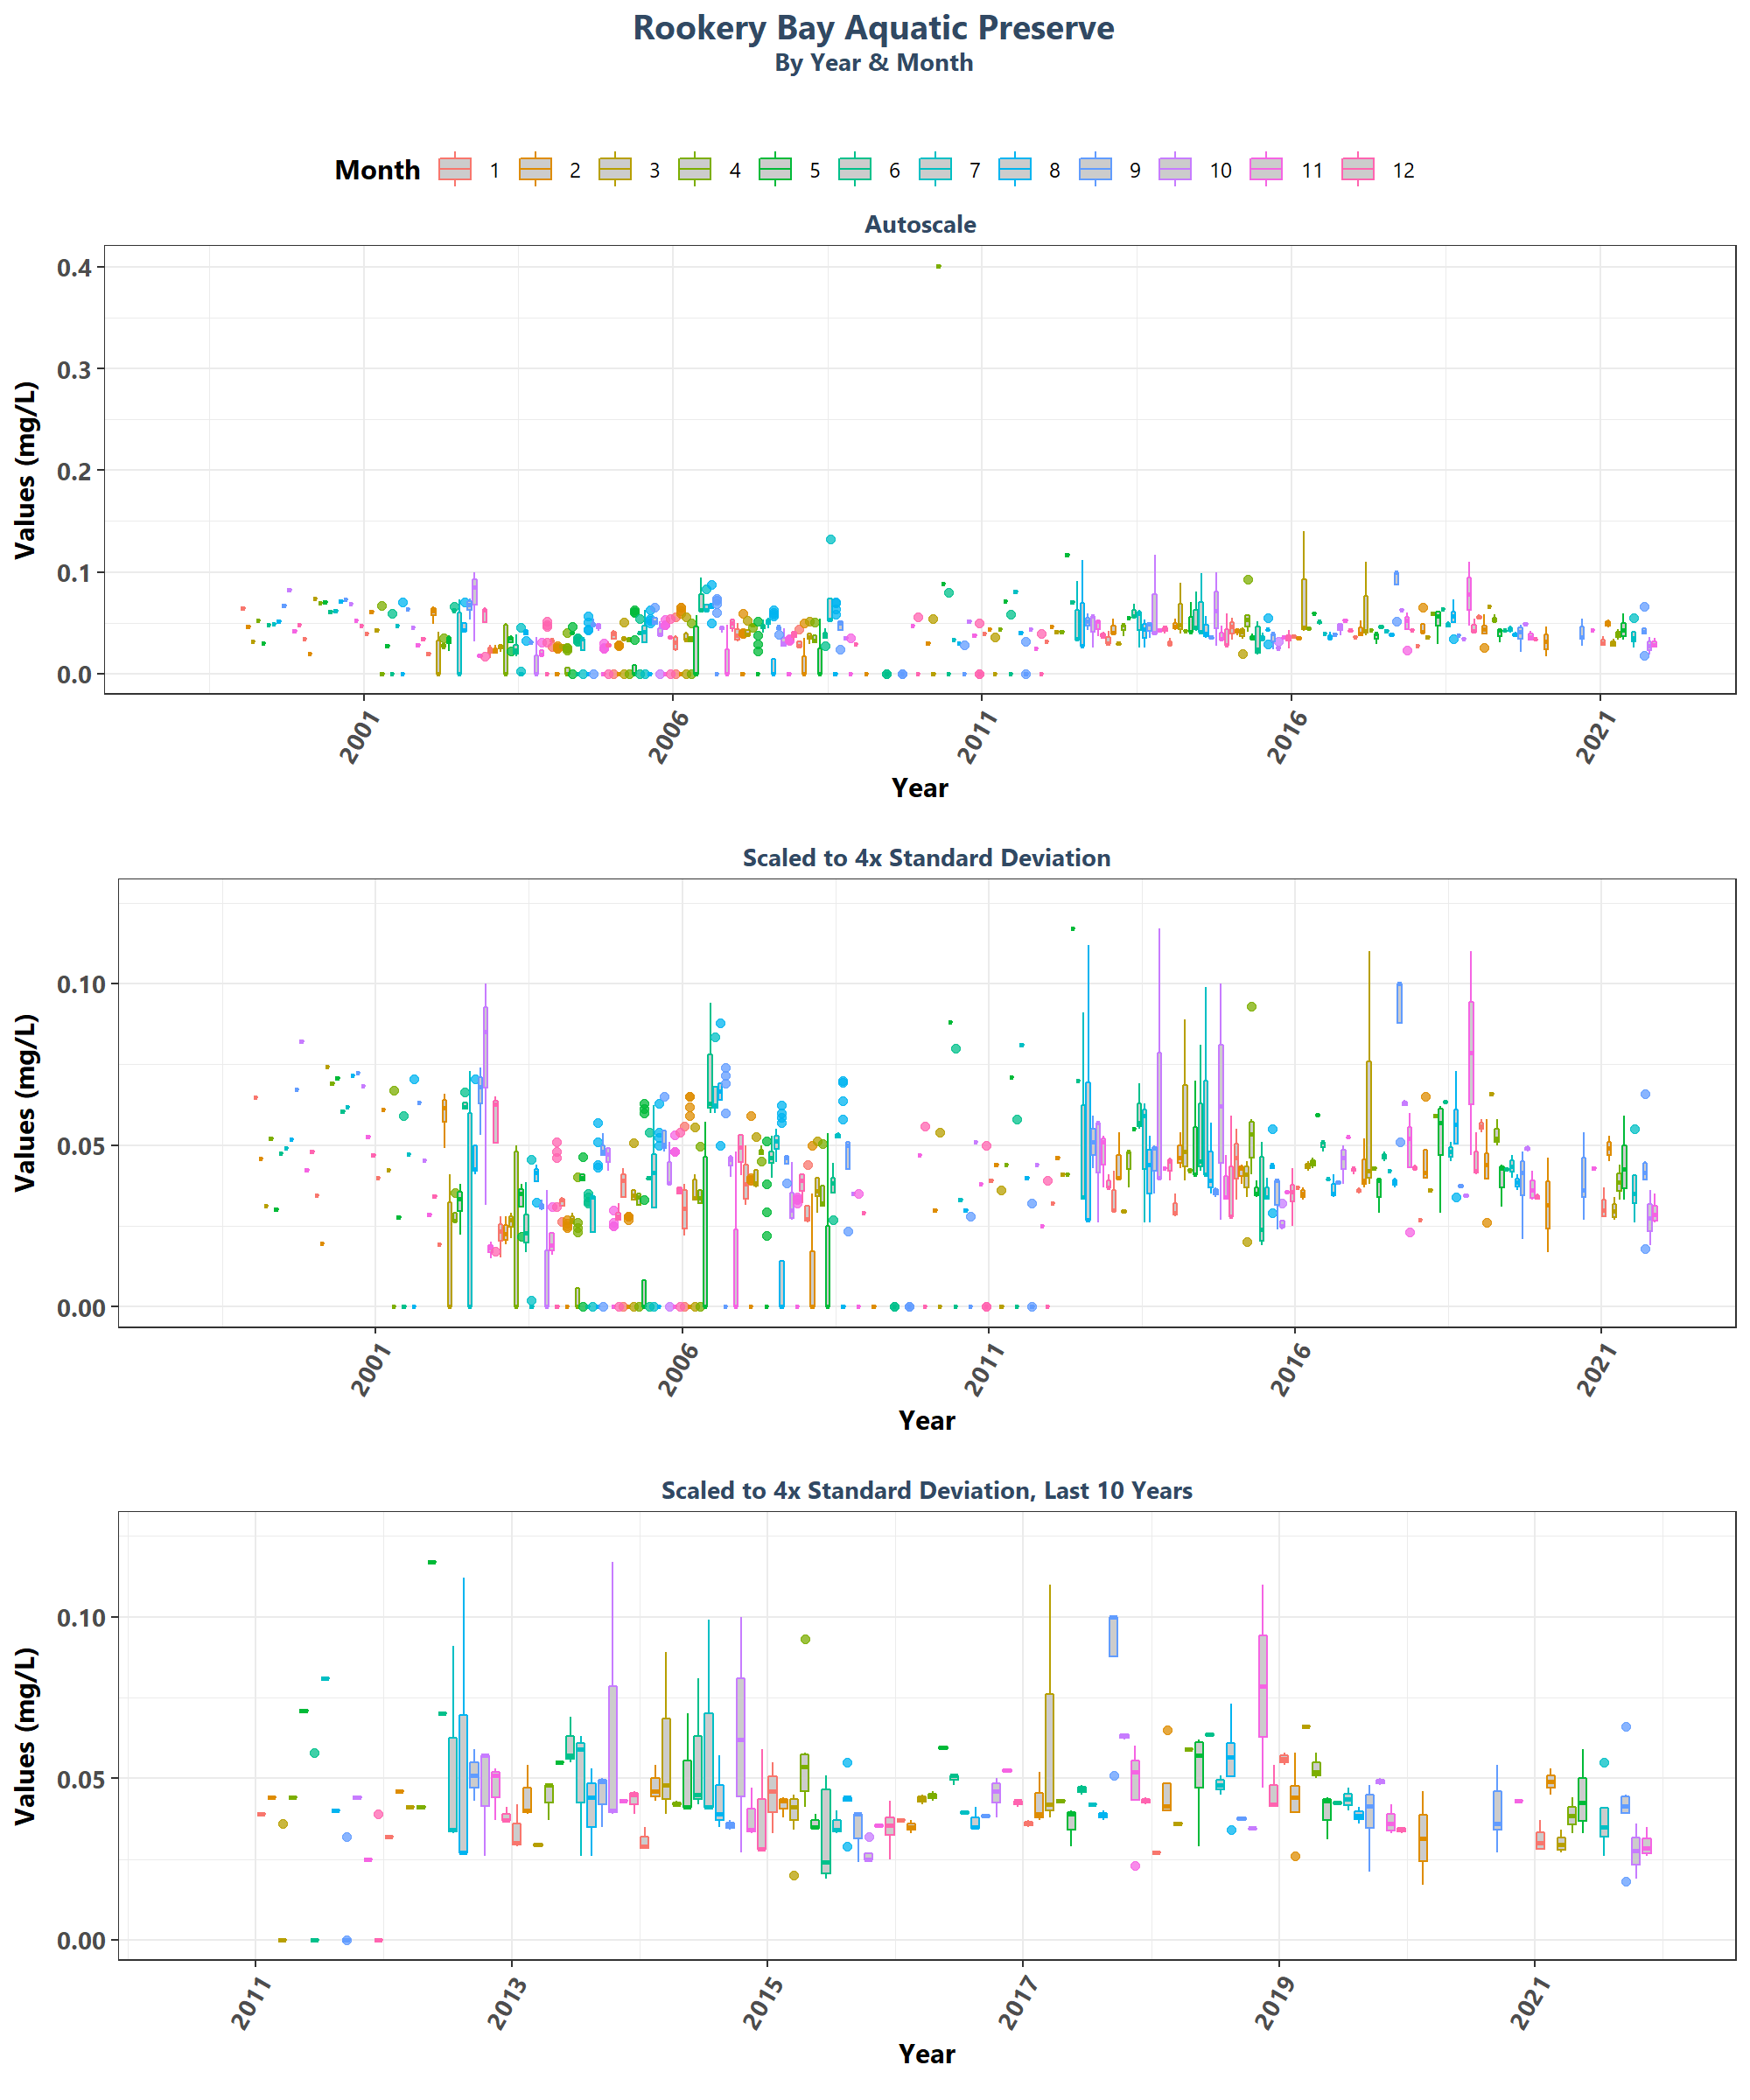 Rookery Bay Aquatic Preserve
By Year & Month
Month 1 2 3 4 5 6 7 8 9 10 11 12
Autoscale
Values (mg/L)
0.4
0.3
0.2
0.1
0.0
2001 2006 2011 2016 2021
Year
Scaled to 4x Standard Deviation
Values (mg/L)
0.10
0.05
0.00
2001 2006 2011 2016 2021
Year
Scaled to 4x Standard Deviation, Last 10 Years
Values (mg/L)
0.10
0.05
0.00
2011 2013 2015 2017 2019 2021
Year